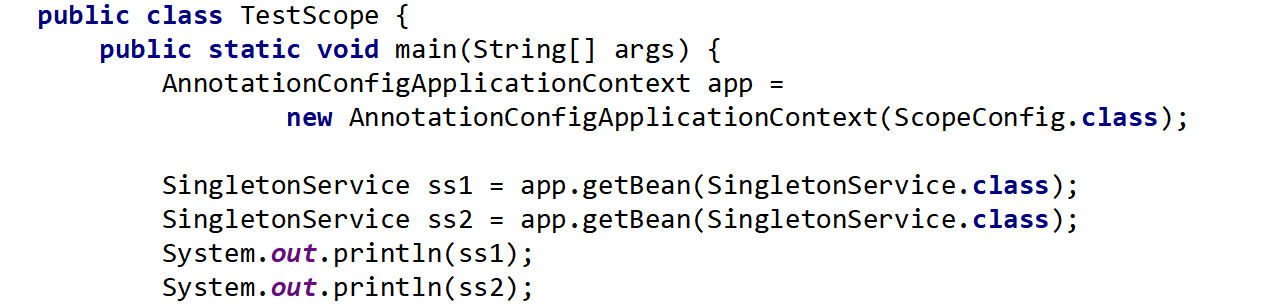 public class TestScope {
    public static void main(String[] args) {
        AnnotationConfigApplicationContext app =
                new AnnotationConfigApplicationContext(ScopeConfig.class);

        SingletonService ss1 = app.getBean(SingletonService.class);
        SingletonService ss2 = app.getBean(SingletonService.class);
        System.out.println(ss1);
        System.out.println(ss2);